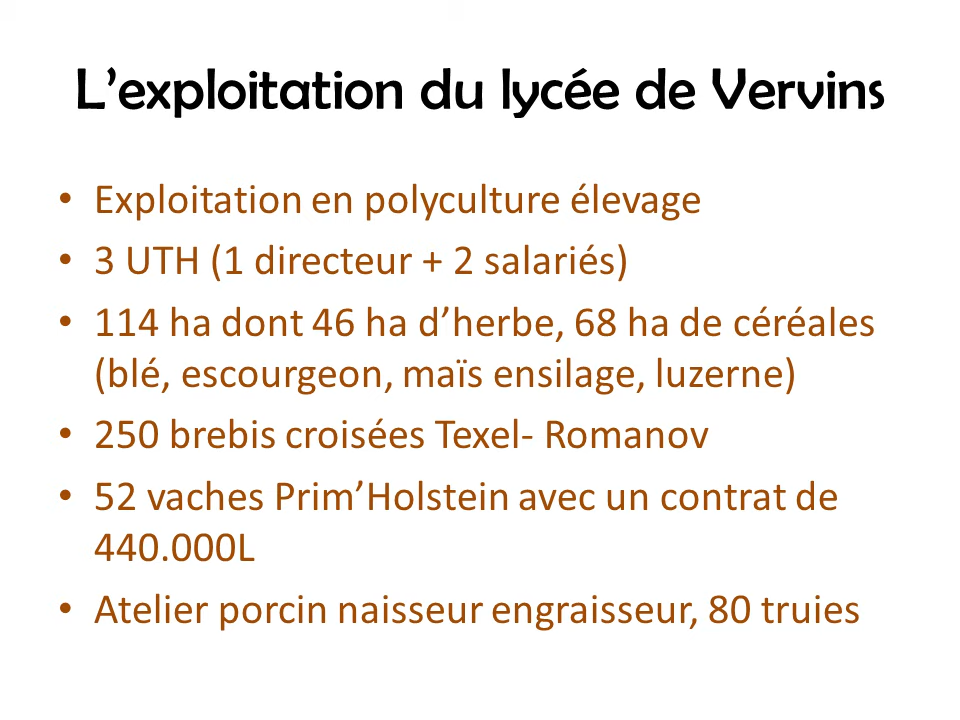 L’exploitation du lycée de Vervins
• Exploitation en polyculture élevage
• 3 UTH (1 directeur + 2 salariés)
• 114 ha dont 46 ha d’herbe, 68 ha de céréales
(blé, escourgeon, maïs ensilage, luzerne)
• 250 brebis croisées Texel- Romanov
• 52 vaches Prim’Holstein avec un contrat de
440.000L
• Atelier porcin naisseur engraisseur, 80 truies